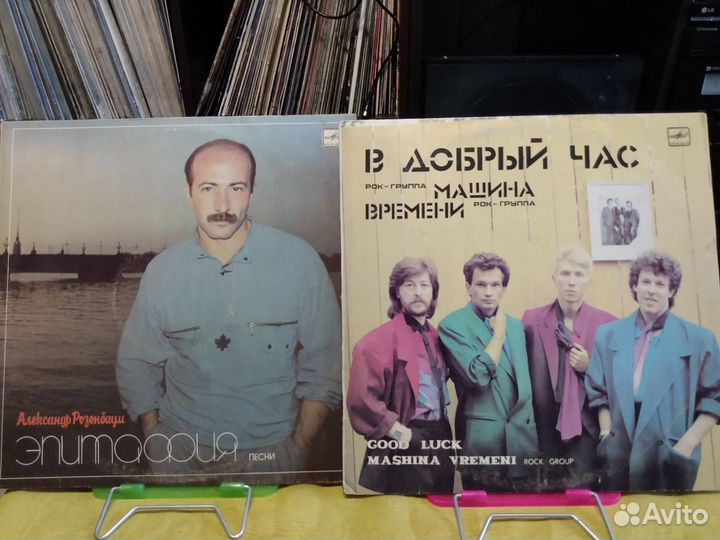 Александр Розенбаум
ЭПИТАФИЯ
ПЕСНИ
В ДОБРЫЙ ЧАС
РОК-ГРУППА МАШИНА
ВРЕМЕНИ РОК-ГРУППА
GOOD LUCK
MASHINA VREMENI ROCK GROUP
LG
Avito